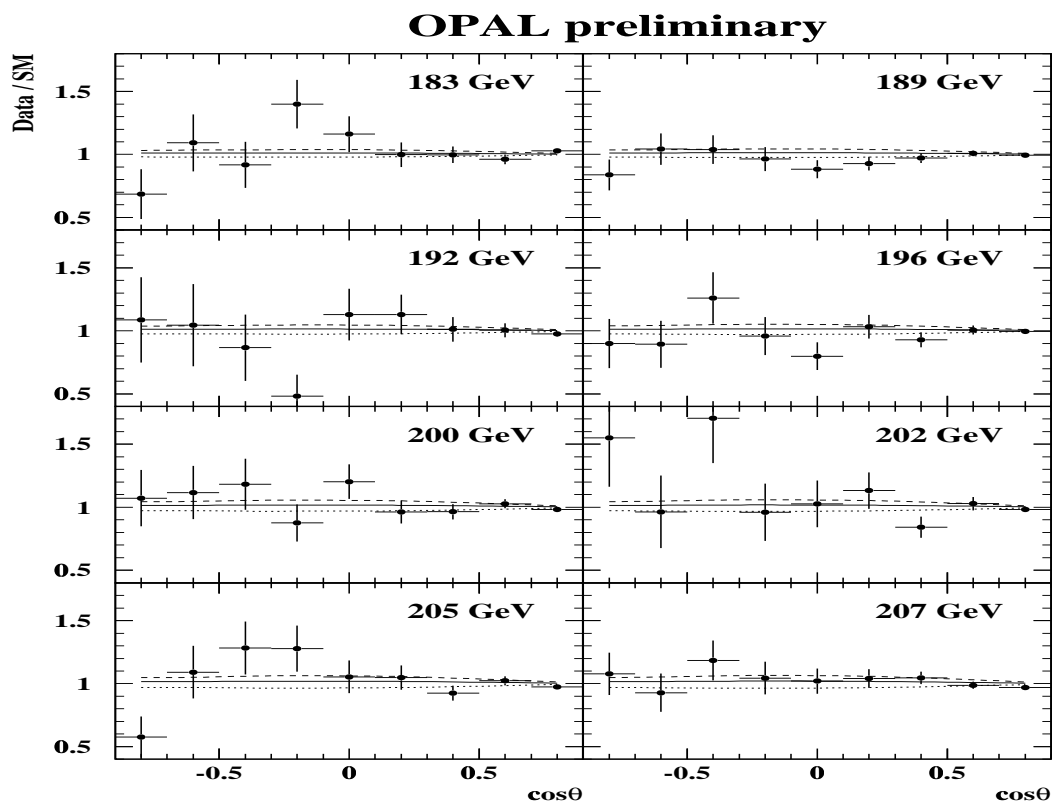 OPAL preliminary
Data / SM
183 GeV
189 GeV
1.5
1
0.5
192 GeV
196 GeV
1.5
1
0.5
200 GeV
202 GeV
1.5
1
0.5
205 GeV
207 GeV
1.5
1
0.5
-0.5 0 0.5 -0.5 0 0.5
cosθ cosθ